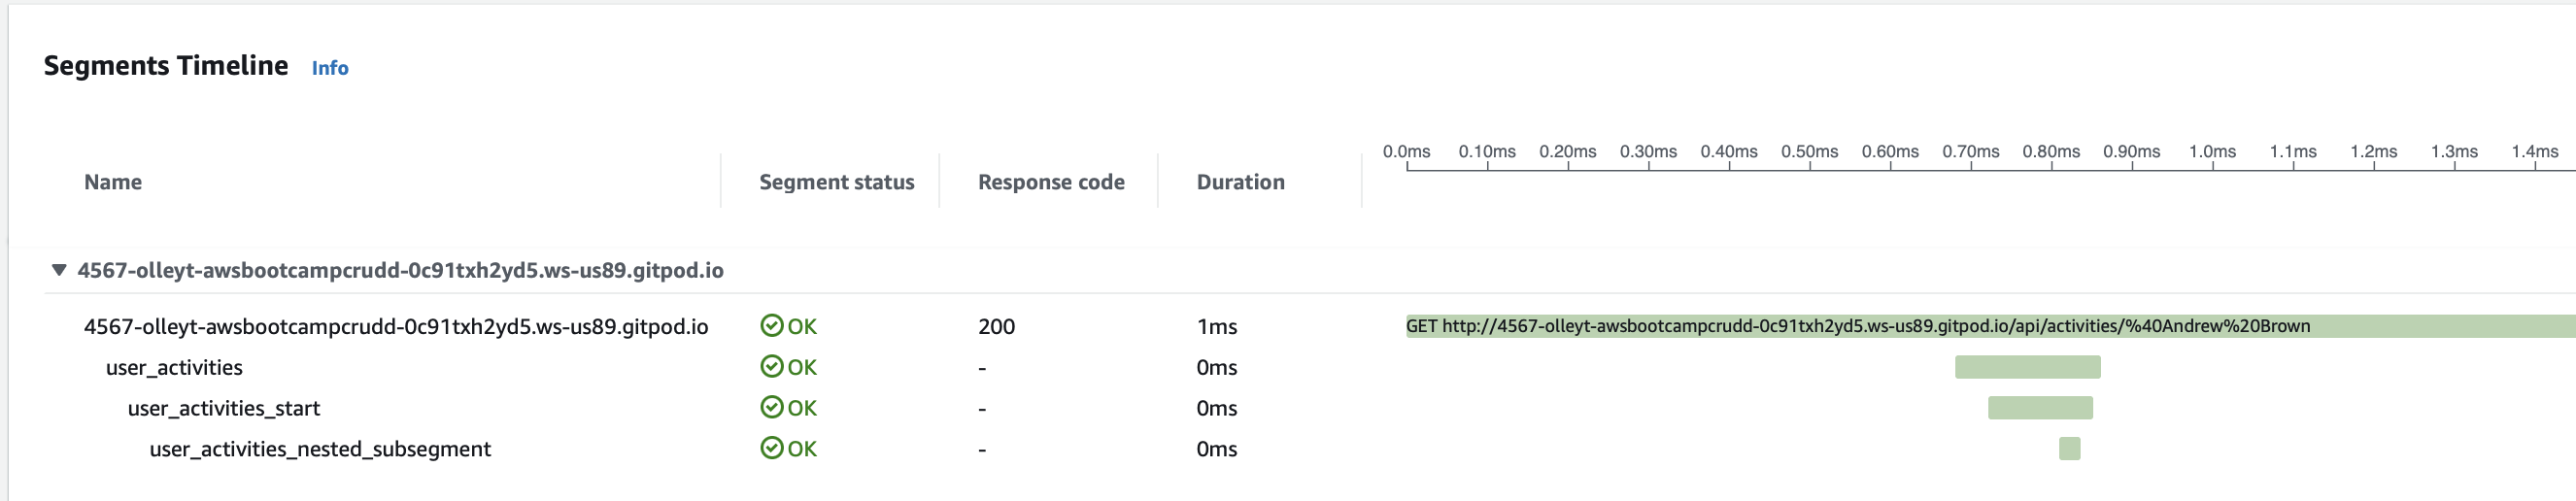 Segments Timeline Info
0.0ms 0.10ms 0.20ms 0.30ms 0.40ms 0.50ms 0.60ms 0.70ms 0.80ms 0.90ms 1.0ms 1.1ms 1.2ms 1.3ms 1.4ms
Name Segment status Response code Duration
4567-olleyt-awsbootcampcrudd-0c91txh2yd5.ws-us89.gitpod.io
4567-olleyt-awsbootcampcrudd-0c91txh2yd5.ws-us89.gitpod.io OK 200 1ms GET http://4567-olleyt-awsbootcampcrudd-0c91txh2yd5.ws-us89.gitpod.io/api/activities/%40Andrew%20Brown
user_activities OK - 0ms
user_activities_start OK - 0ms
user_activities_nested_subsegment OK - 0ms